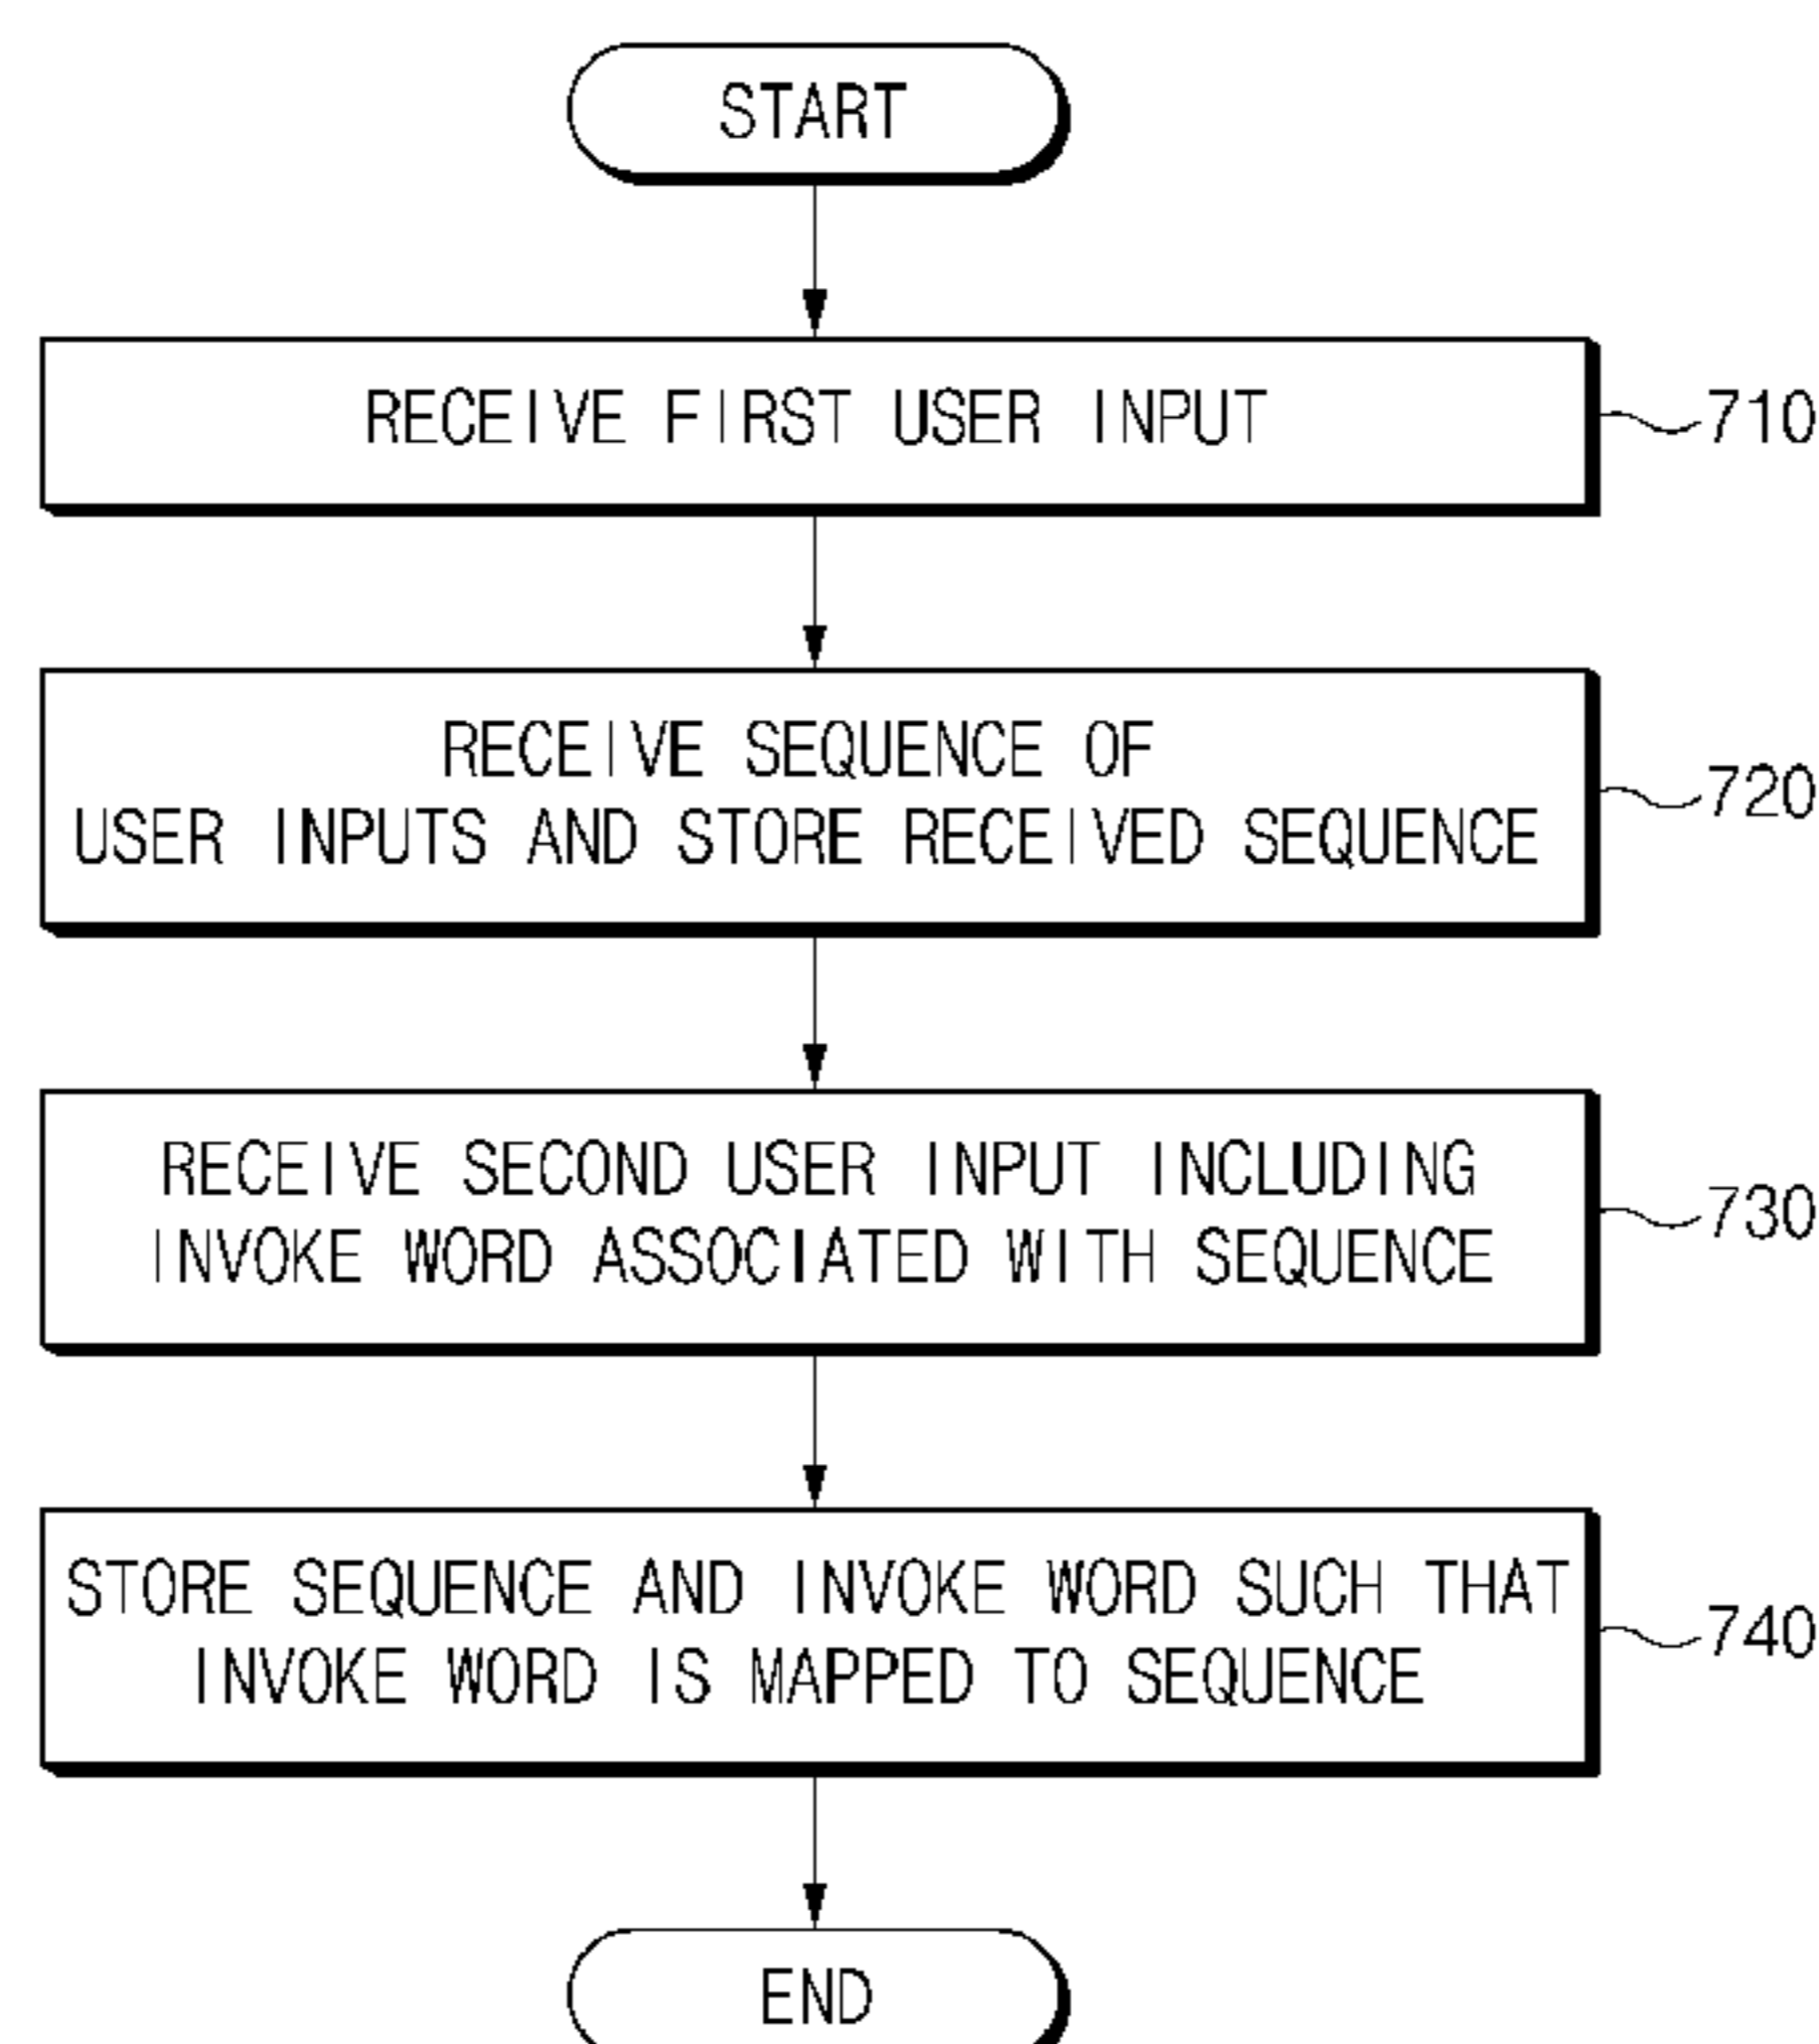 START
RECEIVE FIRST USER INPUT
710
RECEIVE SEQUENCE OF
USER INPUTS AND STORE RECEIVED SEQUENCE
720
RECEIVE SECOND USER INPUT INCLUDING
INVOKE WORD ASSOCIATED WITH SEQUENCE
730
STORE SEQUENCE AND INVOKE WORD SUCH THAT
INVOKE WORD IS MAPPED TO SEQUENCE
740
END